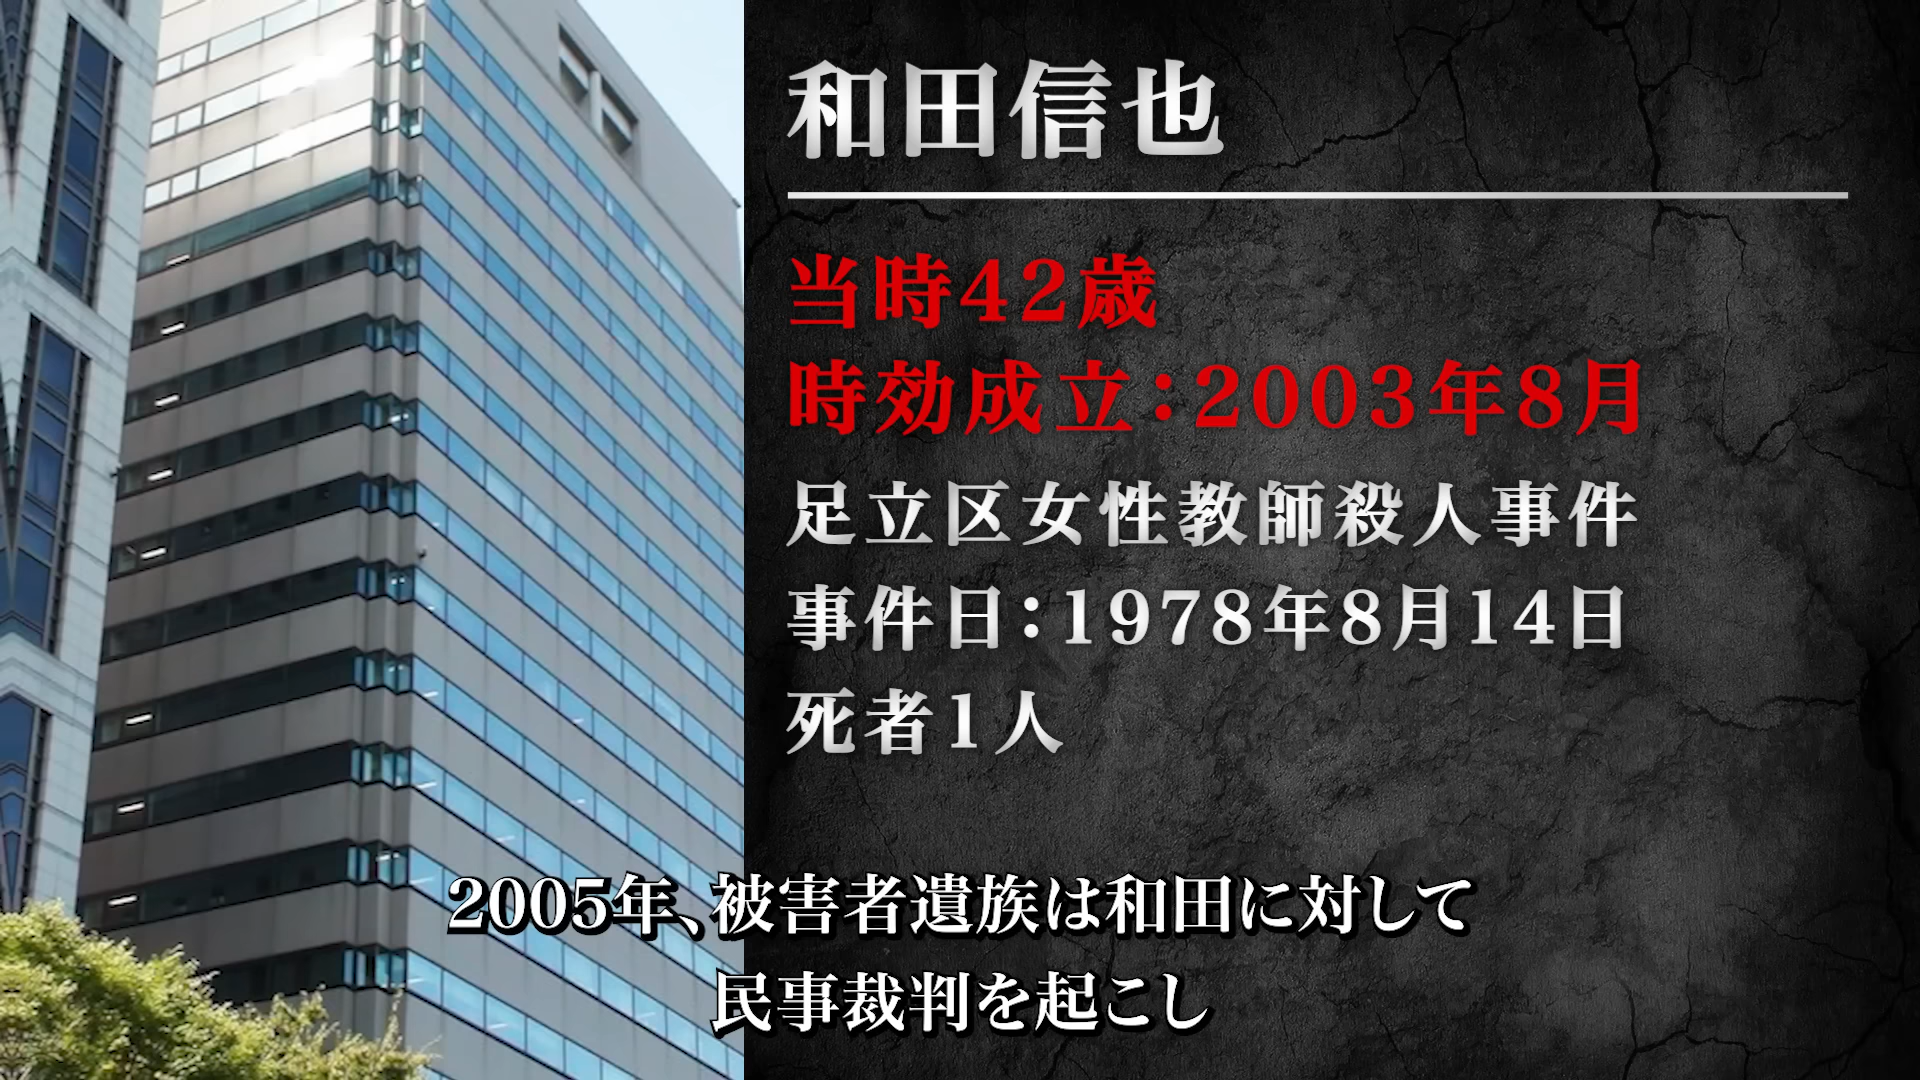 和田信也
当時42歳
時効成立：2003年8月
足立区女性教師殺人事件
事件日：1978年8月14日
死者1人
2005年、被害者遺族は和田に対して
民事裁判を起こし